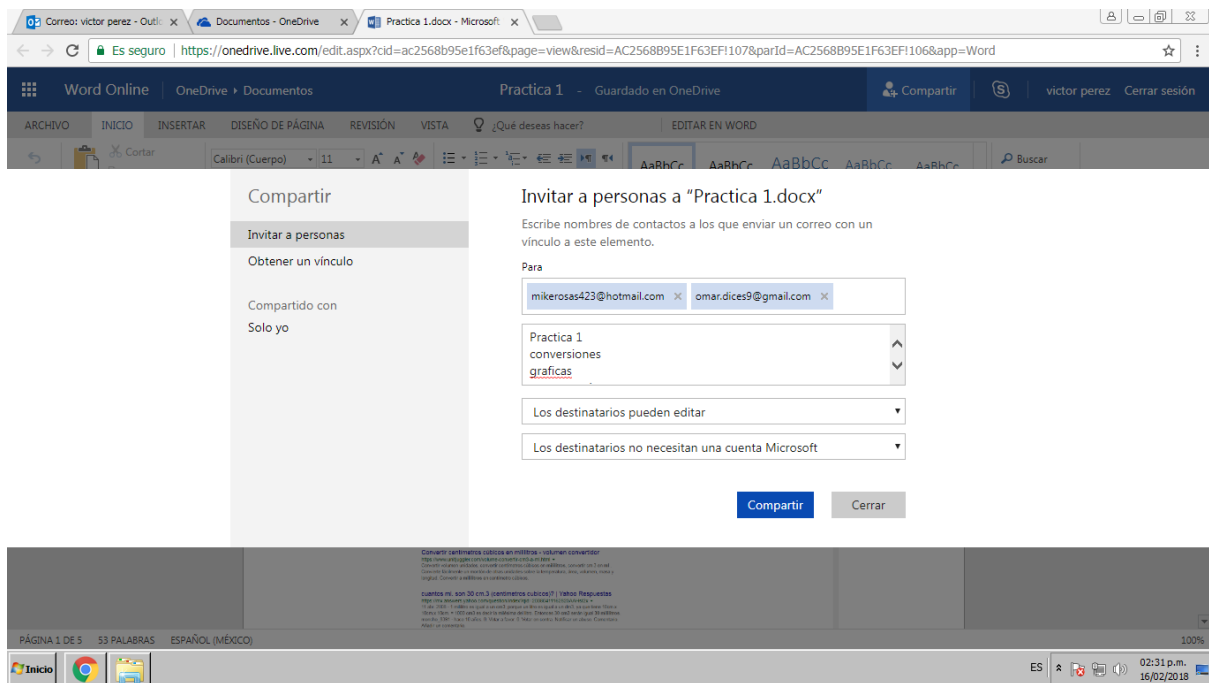 Correo: victor perez - Outlo
Documentos - OneDrive
Practica 1.docx - Microsoft
Es seguro | https://onedrive.live.com/edit.aspx?cid=ac2568b95e1f63ef&page=view&resid=AC2568B95E1F63EF!107&parId=AC2568B95E1F63EF!106&app=Word
Word Online OneDrive ▸ Documentos Practica 1 - Guardado en OneDrive Compartir victor perez Cerrar sesión
ARCHIVO INICIO INSERTAR DISEÑO DE PÁGINA REVISIÓN VISTA ¿Qué deseas hacer? EDITAR EN WORD
Cortar Calibri (Cuerpo) 11 AaBbCc AaBbCc AaBbCc AaBbCc AaBbCc Buscar
Compartir
Invitar a personas
Obtener un vínculo
Compartido con
Solo yo
Invitar a personas a “Practica 1.docx”
Escribe nombres de contactos a los que enviar un correo con un
vínculo a este elemento.
Para
mikerosas423@hotmail.com × omar.dices9@gmail.com ×
Practica 1
conversiones
graficas
Los destinatarios pueden editar
Los destinatarios no necesitan una cuenta Microsoft
Compartir Cerrar
Convertir centimetros cúbicos en mililitros - volumen convertidor
cuantos ml. son 30 cm.3 (centimetros cubicos)? | Yahoo Respuestas
PÁGINA 1 DE 5 53 PALABRAS ESPAÑOL (MÉXICO) 100%
Inicio ES 02:31 p.m.
16/02/2018